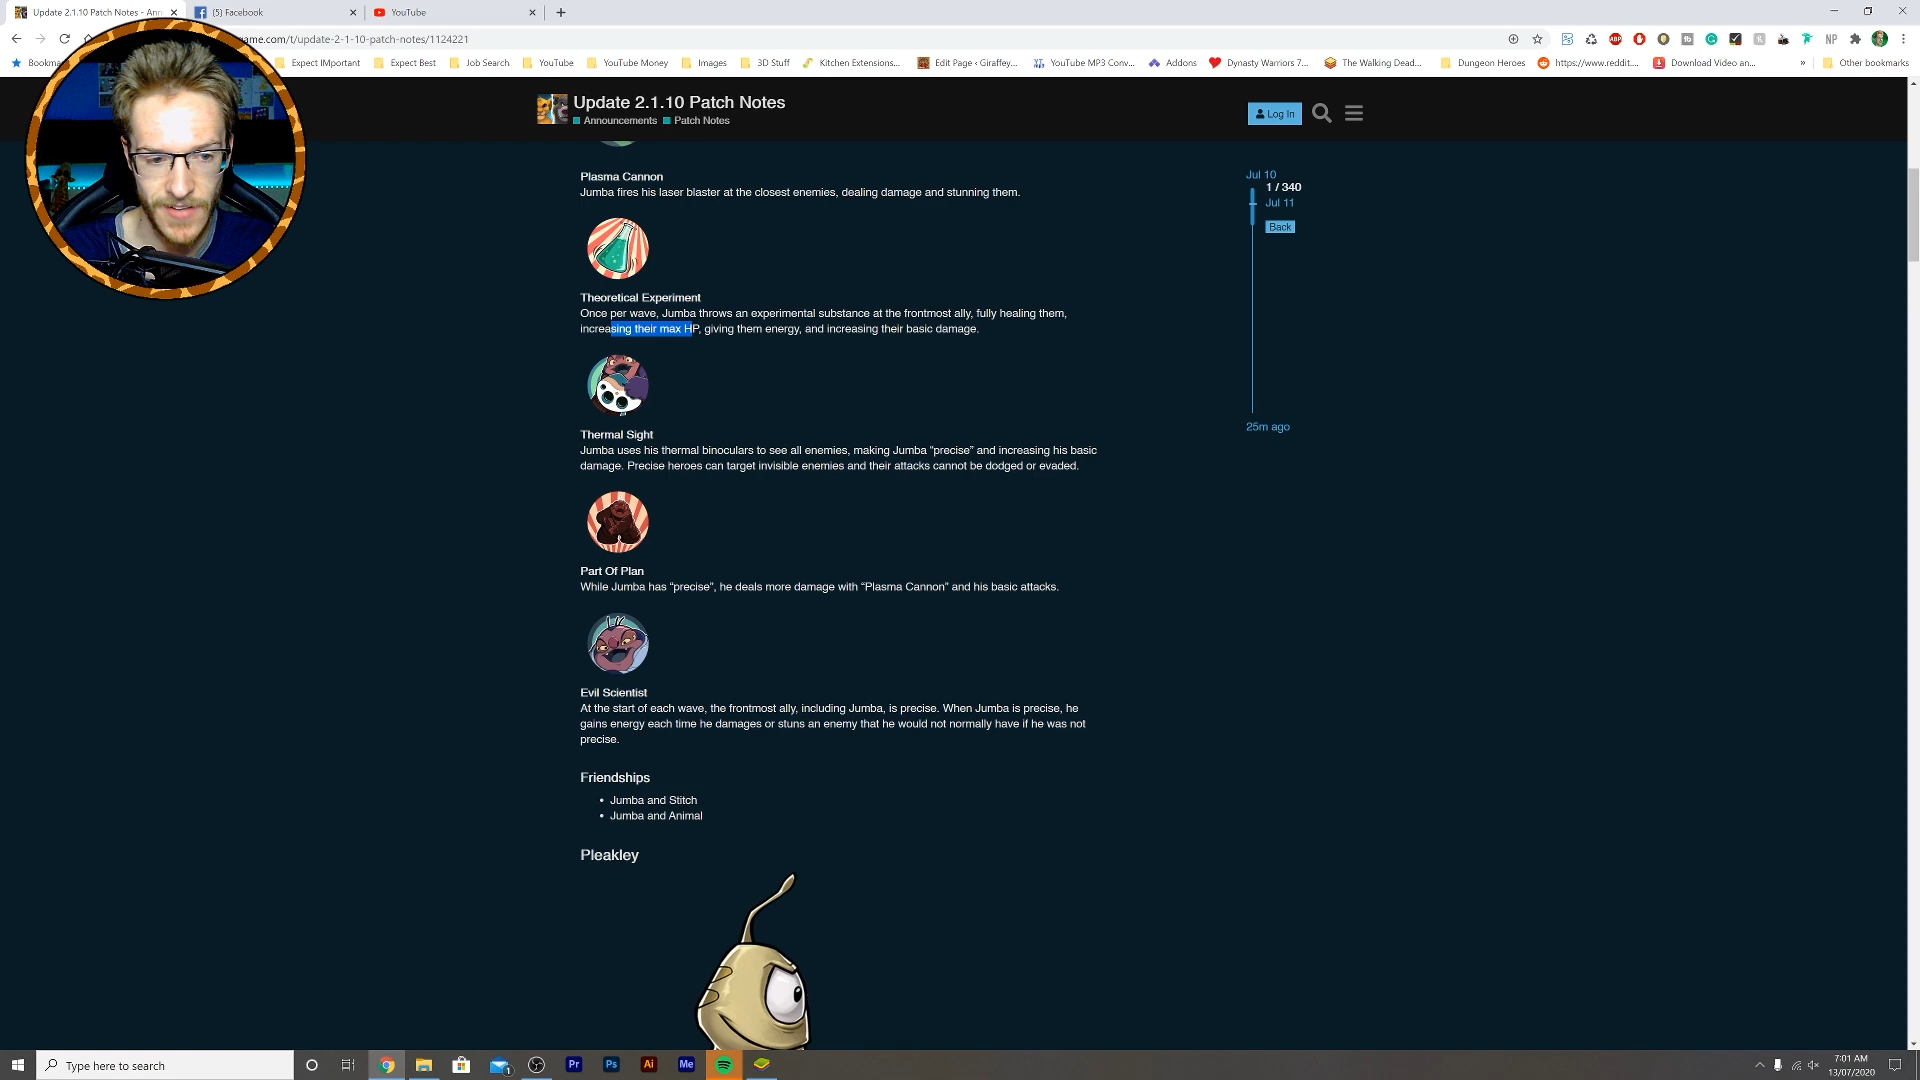 Update 2.1.10 Patch Notes - Ann
(5) Facebook
YouTube
game.com/t/update-2-1-10-patch-notes/1124221
Bookma
Expect IMportant
Expect Best
Job Search
YouTube
YouTube Money
Images
3D Stuff
Kitchen Extensions...
Edit Page ‹ Giraffey...
YouTube MP3 Conv...
Addons
Dynasty Warriors 7...
The Walking Dead...
Dungeon Heroes
https://www.reddit....
Download Video an...
»
Other bookmarks
Update 2.1.10 Patch Notes
Announcements Patch Notes
Log In
Plasma Cannon
Jumba fires his laser blaster at the closest enemies, dealing damage and stunning them.
Jul 10
1 / 340
Jul 11
Back
25m ago
Theoretical Experiment
Once per wave, Jumba throws an experimental substance at the frontmost ally, fully healing them,
increasing their max HP, giving them energy, and increasing their basic damage.
Thermal Sight
Jumba uses his thermal binoculars to see all enemies, making Jumba “precise” and increasing his basic
damage. Precise heroes can target invisible enemies and their attacks cannot be dodged or evaded.
Part Of Plan
While Jumba has “precise”, he deals more damage with “Plasma Cannon” and his basic attacks.
Evil Scientist
At the start of each wave, the frontmost ally, including Jumba, is precise. When Jumba is precise, he
gains energy each time he damages or stuns an enemy that he would not normally have if he was not
precise.
Friendships
• Jumba and Stitch
• Jumba and Animal
Pleakley
Type here to search
1
Pr
Ps
Ai
Me
7:01 AM
13/07/2020